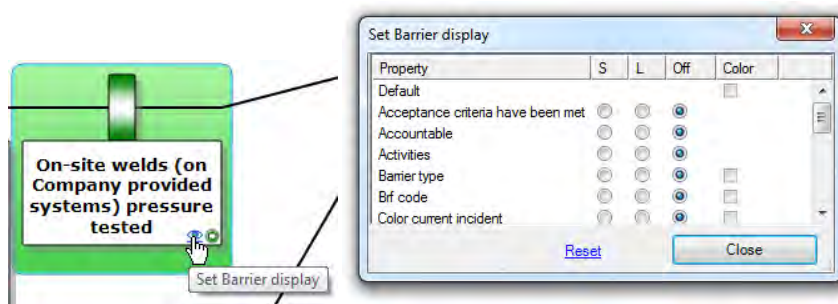 On-site welds (on
Company provided
systems) pressure
tested
Set Barrier display
Set Barrier display
Property S L Off Color
Default
Acceptance criteria have been met
Accountable
Activities
Barrier type
Brf code
Color current incident
Reset Close